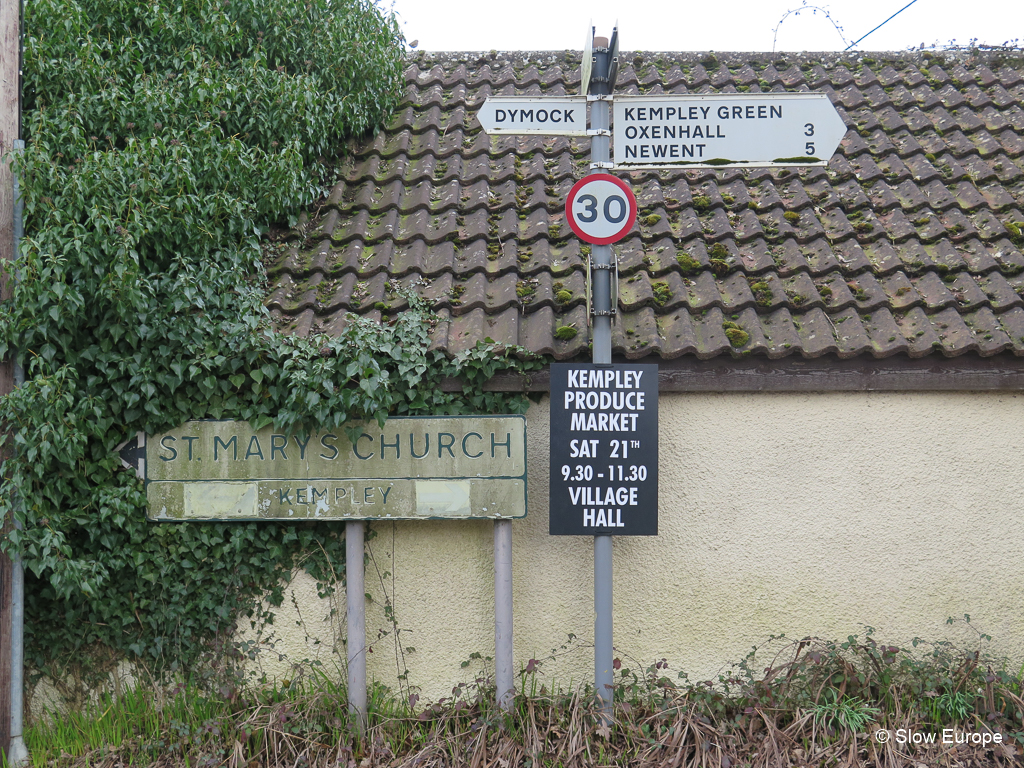 DYMOCK
KEMPLEY GREEN
OXENHALL 3
NEWENT 5
30
KEMPLEY
PRODUCE
MARKET
SAT 21TH
9.30 - 11.30
VILLAGE
HALL
ST. MARYS CHURCH
KEMPLEY
© Slow Europe